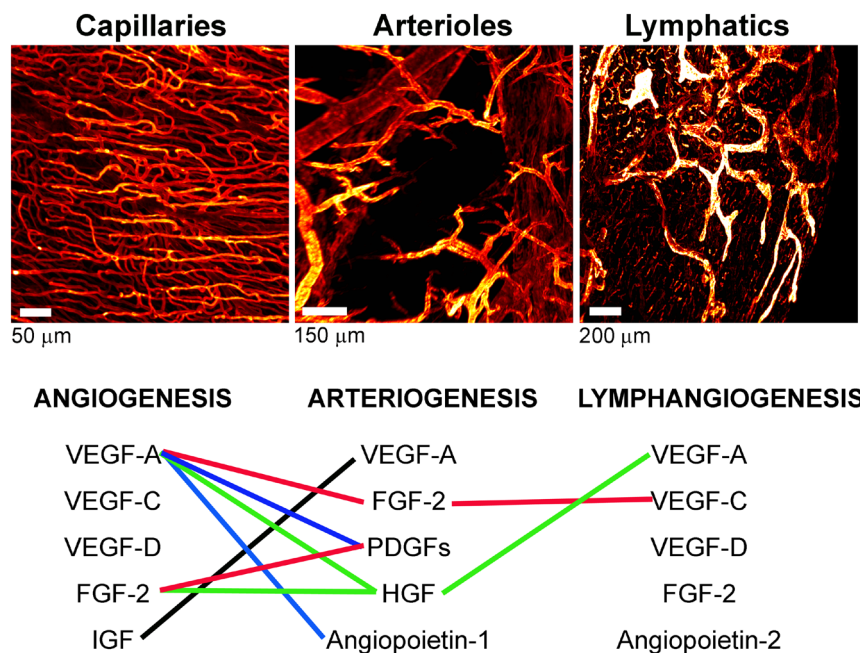 Capillaries Arterioles Lymphatics
50 μm 150 μm 200 μm
ANGIOGENESIS ARTERIOGENESIS LYMPHANGIOGENESIS
VEGF-A VEGF-A VEGF-A
VEGF-C FGF-2 VEGF-C
VEGF-D PDGFs VEGF-D
FGF-2 HGF FGF-2
IGF Angiopoietin-1 Angiopoietin-2